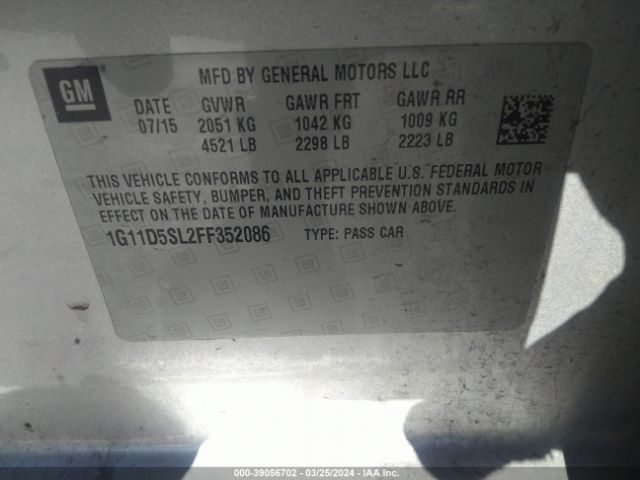 GM
MFD BY GENERAL MOTORS LLC
DATE GVWR GAWR FRT GAWR RR
07/15 2051 KG 1042 KG 1009 KG
4521 LB 2298 LB 2223 LB
THIS VEHICLE CONFORMS TO ALL APPLICABLE U.S. FEDERAL MOTOR
VEHICLE SAFETY, BUMPER, AND THEFT PREVENTION STANDARDS IN
EFFECT ON THE DATE OF MANUFACTURE SHOWN ABOVE.
1G11D5SL2FF352086 TYPE: PASS CAR
000-39056702 - 03/25/2024 - IAA Inc.